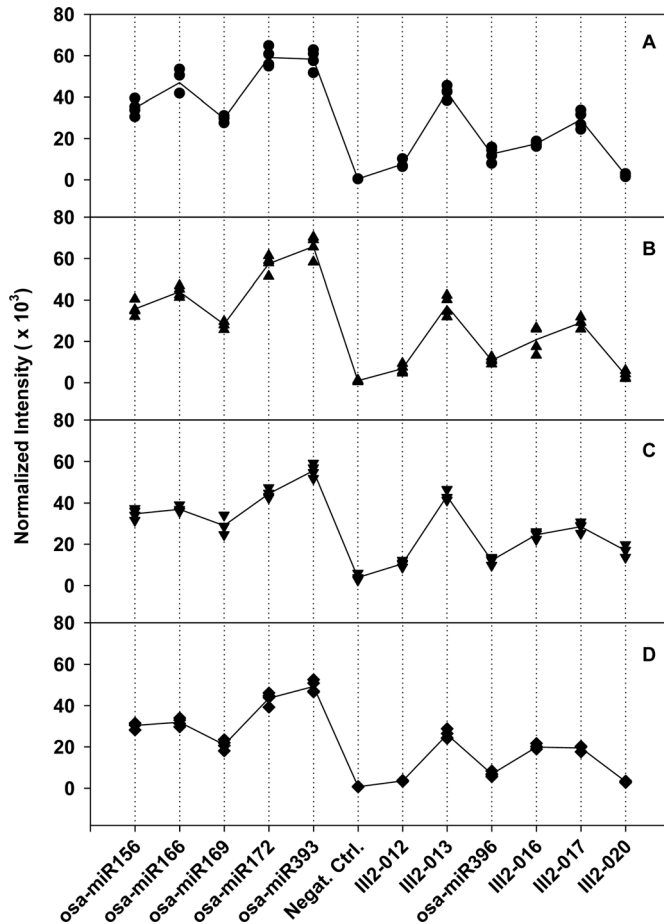 80
60
40
20
0
A
80
60
40
20
0
B
80
60
40
20
0
C
80
60
40
20
0
D
Normalized Intensity ( x 10³)
osa-miR156
osa-miR166
osa-miR169
osa-miR172
osa-miR393
Negat. Ctrl.
III2-012
III2-013
osa-miR396
III2-016
III2-017
III2-020